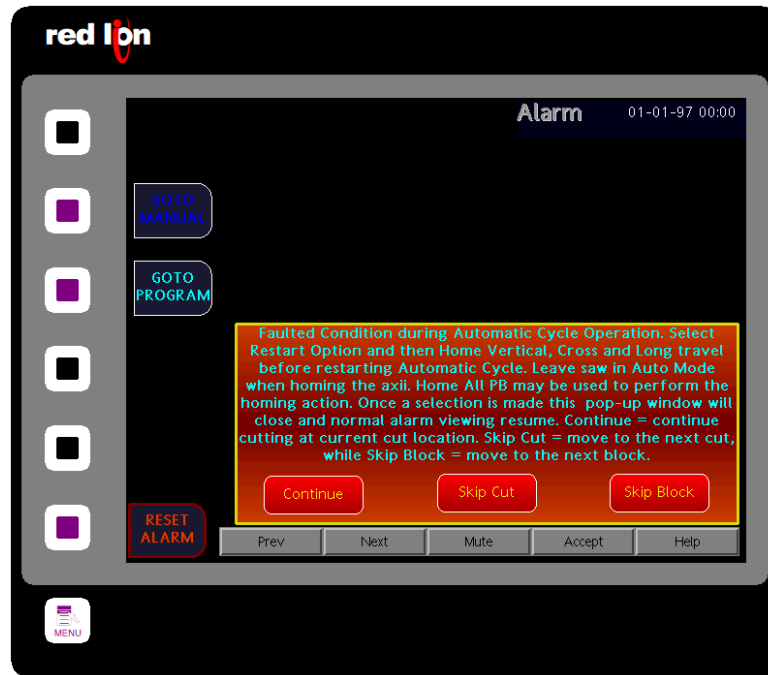 red lion
Alarm 01-01-97 00:00
GOTO
MANUAL
GOTO
PROGRAM
Faulted Condition during Automatic Cycle Operation. Select
Restart Option and then Home Vertical, Cross and Long travel
before restarting Automatic Cycle. Leave saw in Auto Mode
when homing the axii. Home All PB may be used to perform the
homing action. Once a selection is made this pop-up window will
close and normal alarm viewing resume. Continue = continue
cutting at current cut location. Skip Cut = move to the next cut,
while Skip Block = move to the next block.
Continue Skip Cut Skip Block
RESET
ALARM
Prev Next Mute Accept Help
MENU